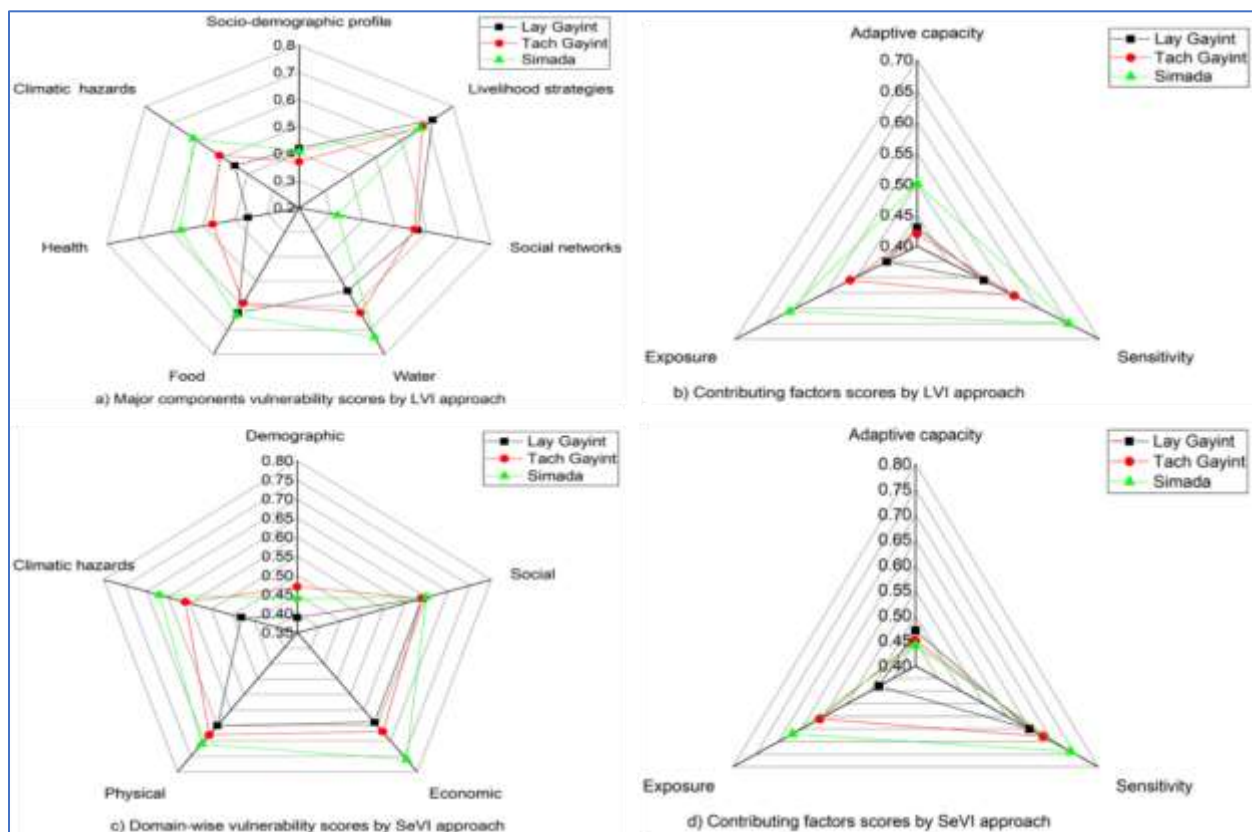 Socio-demographic profile
0.8
0.7
0.6
0.5
0.4
0.3
0.2
Lay Gayint
Tach Gayint
Simada
Climatic hazards
Livelihood strategies
Health
Social networks
Food
Water
a) Major components vulnerability scores by LVI approach
Adaptive capacity
0.70
0.65
0.60
0.55
0.50
0.45
0.40
Lay Gayint
Tach Gayint
Simada
Exposure
Sensitivity
b) Contributing factors scores by LVI approach
Demographic
0.80
0.75
0.70
0.65
0.60
0.55
0.50
0.45
0.40
0.35
Lay Gayint
Tach Gayint
Simada
Climatic hazards
Social
Physical
Economic
c) Domain-wise vulnerability scores by SeVI approach
Adaptive capacity
0.80
0.75
0.70
0.65
0.60
0.55
0.50
0.45
0.40
Lay Gayint
Tach Gayint
Simada
Exposure
Sensitivity
d) Contributing factors scores by SeVI approach